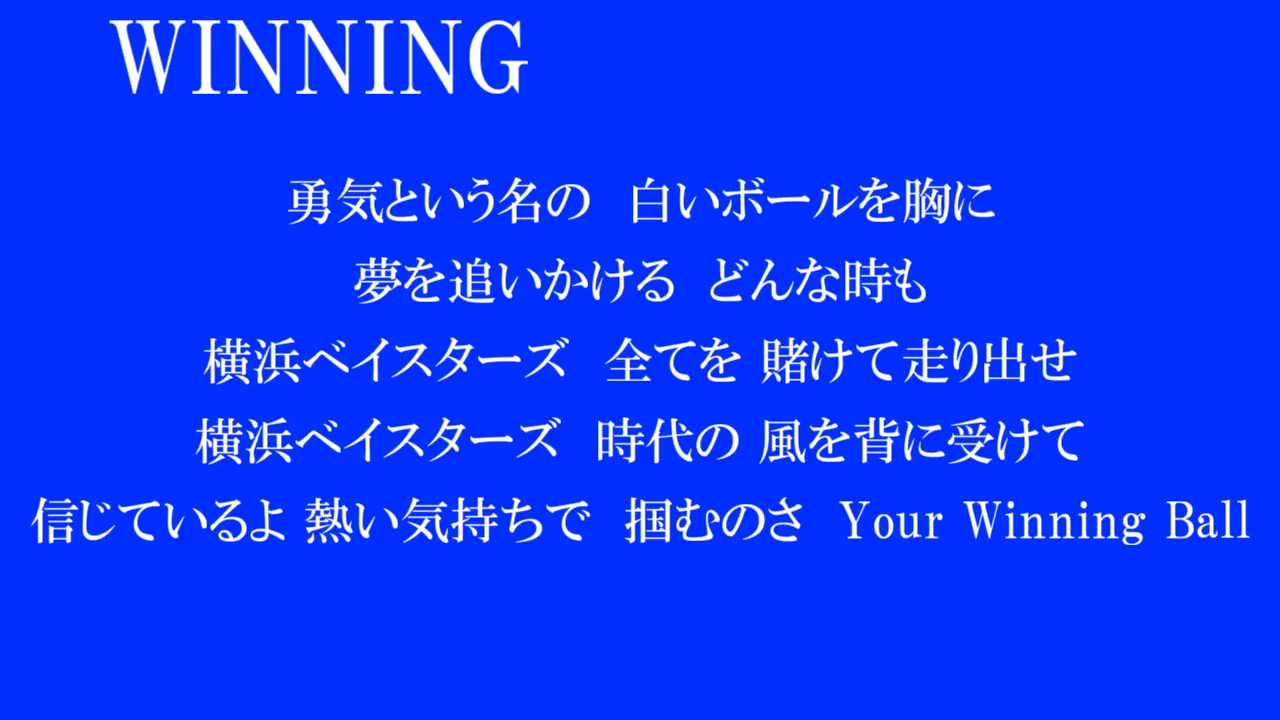 WINNING
勇気という名の　白いボールを胸に
夢を追いかける　どんな時も
横浜ベイスターズ　全てを 賭けて走り出せ
横浜ベイスターズ　時代の 風を背に受けて
信じているよ 熱い気持ちで　掴むのさ　Your Winning Ball